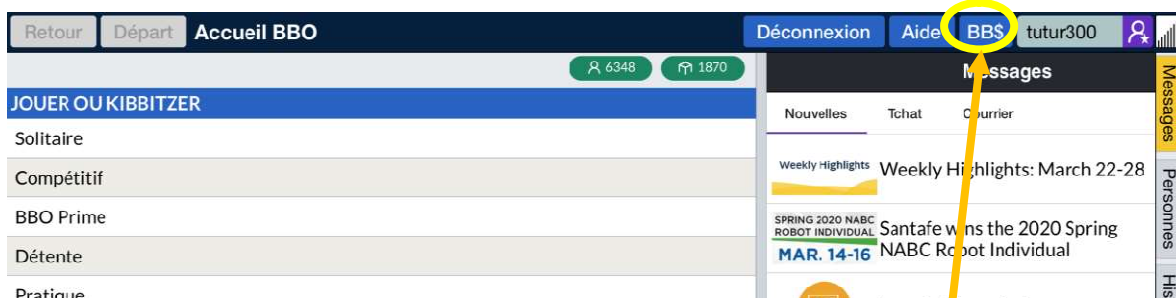 Retour Départ Accueil BBO Déconnexion Aide BB$ tutur300
6348 1870
JOUER OU KIBBITZER
Solitaire
Compétitif
BBO Prime
Détente
Pratique
Messages
Nouvelles Tchat Courrier
Weekly Highlights
Weekly Highlights: March 22-28
SPRING 2020 NABC
ROBOT INDIVIDUAL
MAR. 14-16
Santafe wins the 2020 Spring
NABC Robot Individual
Messages
Personnes
His